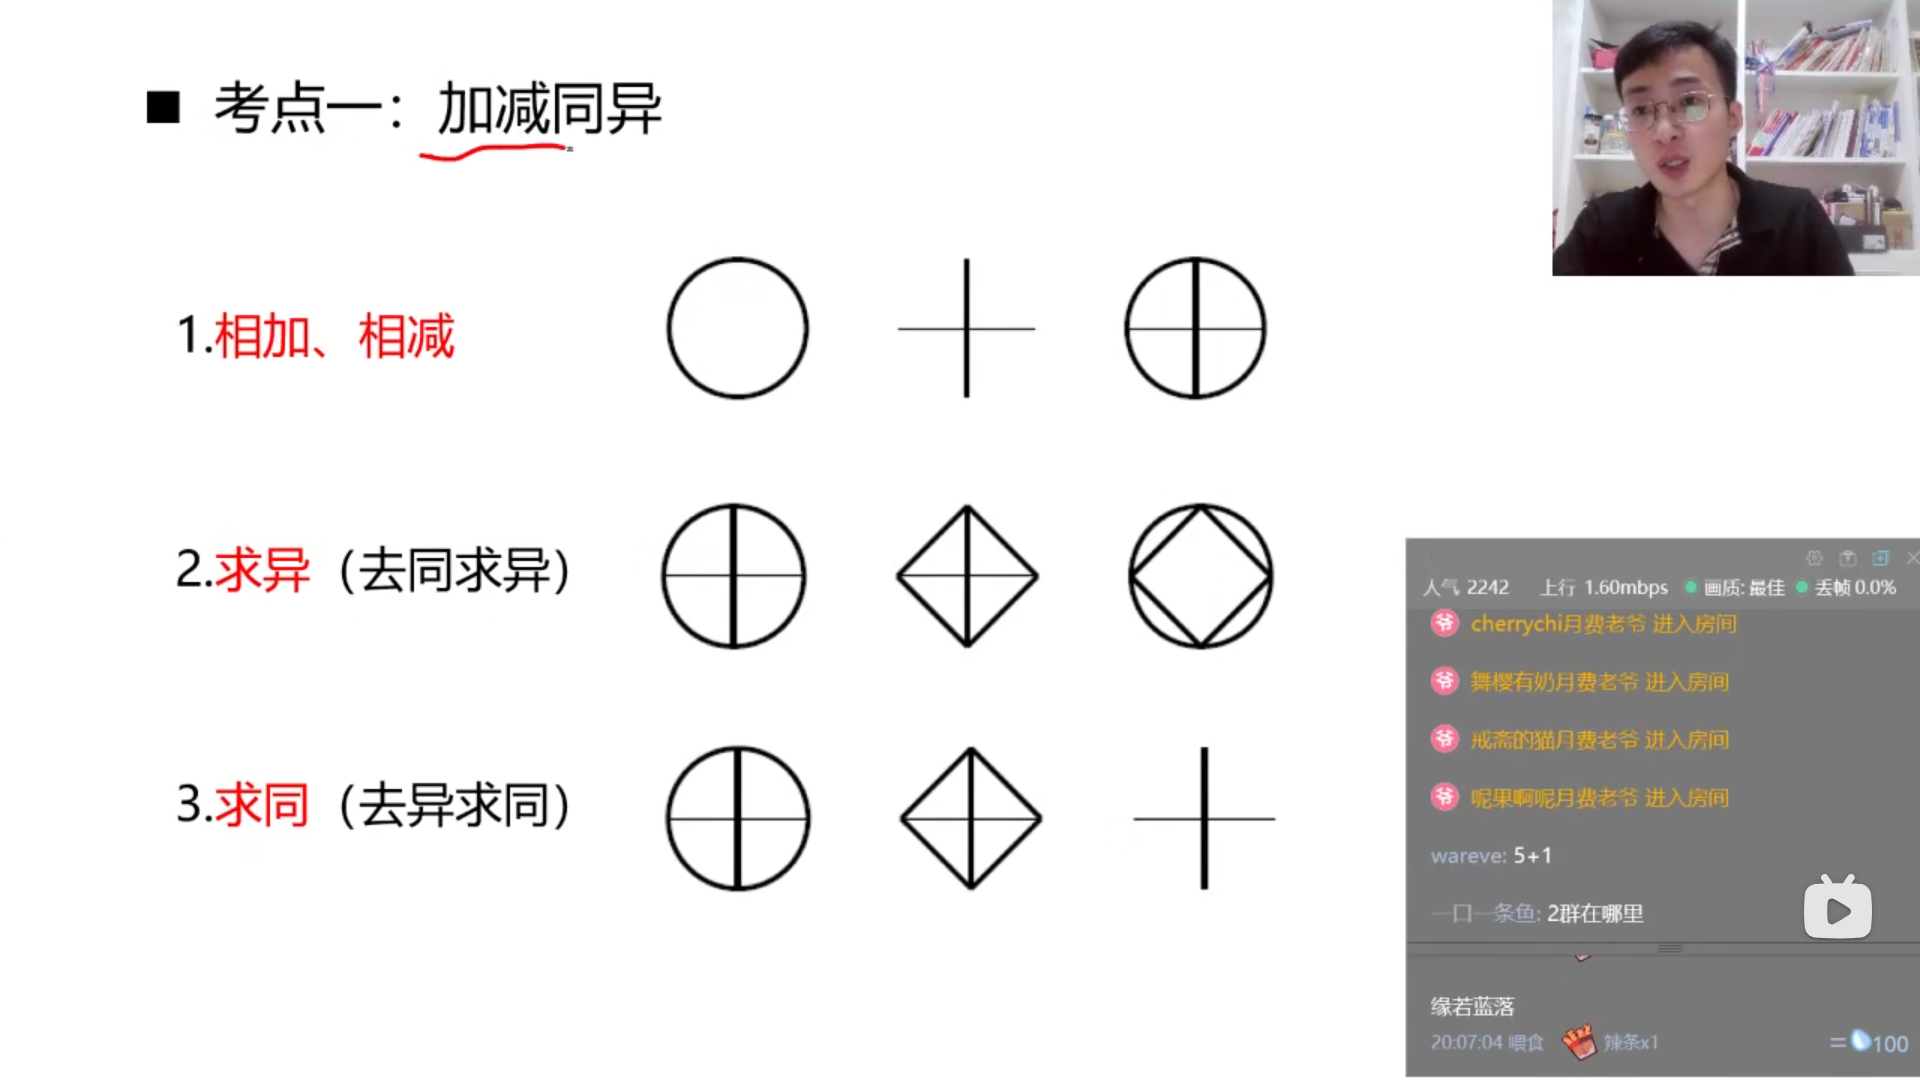 ■ 考点一：加减同异
1.相加、相减
2.求异（去同求异）
3.求同（去异求同）
人气 2242 上行 1.60mbps 画质: 最佳 丢帧 0.0%
爷 cherrychi月费老爷 进入房间
爷 舞樱有奶月费老爷 进入房间
爷 戒斋的猫月费老爷 进入房间
爷 呢果啊呢月费老爷 进入房间
wareve: 5+1
一口一条鱼: 2群在哪里
缘若蓝落
20:07:04 喂食 辣条x1 =100